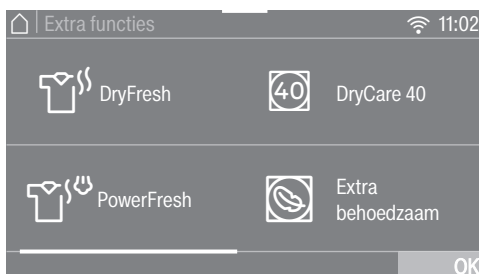 Extra functies
11:02
DryFresh
40
DryCare 40
PowerFresh
Extra
behoedzaam
OK